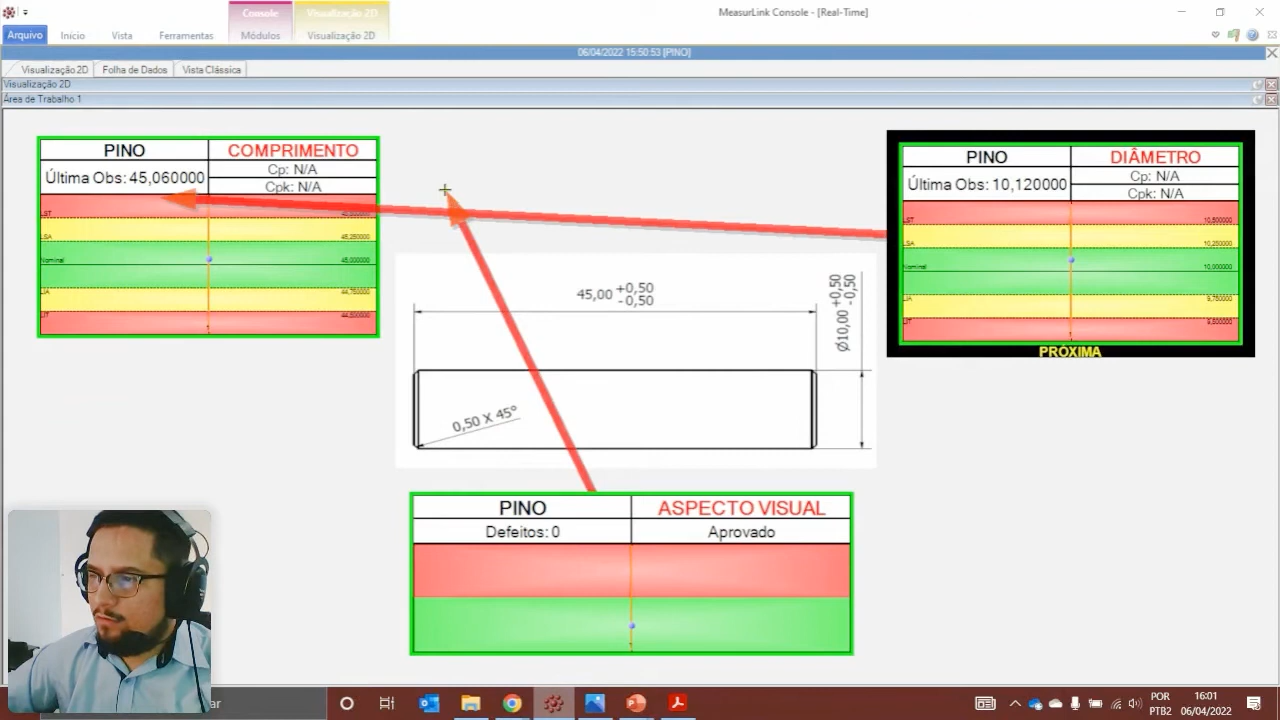 MeasurLink Console - [Real-Time]
Console
Visualização 2D
Arquivo
Início
Vista
Ferramentas
Módulos
Visualização 2D
06/04/2022 15:50:53 [PINO]
Visualização 2D
Folha de Dados
Vista Clássica
Visualização 2D
Área de Trabalho 1
PINO
COMPRIMENTO
Última Obs: 45,060000
Cp: N/A
Cpk: N/A
LST
LSA
45,250000
Nominal
45,000000
LIA
44,750000
LIT
44,500000
PINO
DIÂMETRO
Última Obs: 10,120000
Cp: N/A
Cpk: N/A
LST
10,500000
LSA
10,250000
Nominal
10,000000
LIA
9,750000
LIT
9,500000
PRÓXIMA
45,00 +0,50
-0,50
Ø10,00 +0,50
-0,50
0,50 X 45°
PINO
ASPECTO VISUAL
Defeitos: 0
Aprovado
1
ar
POR
PTB2
16:01
06/04/2022